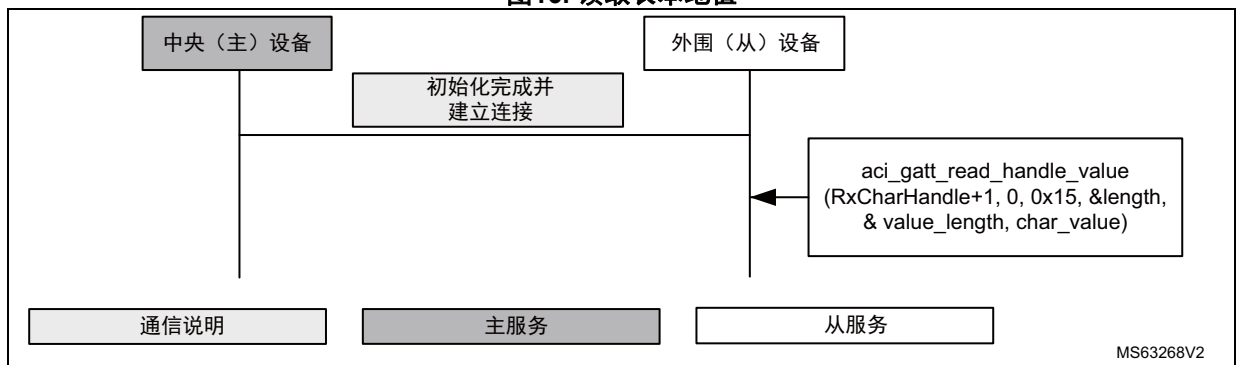 中央（主）设备
外围（从）设备
初始化完成并
建立连接
aci_gatt_read_handle_value
(RxCharHandle+1, 0, 0x15, &length,
& value_length, char_value)
通信说明
主服务
从服务
MS63268V2